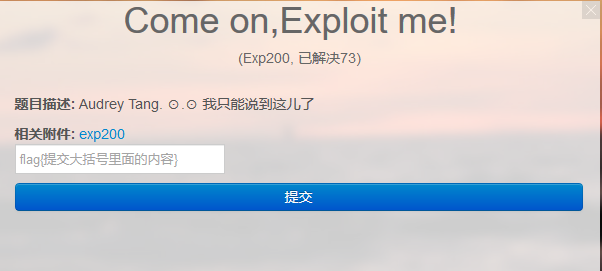 Come on,Exploit me!
(Exp200, 已解决73)
题目描述: Audrey Tang. ⊙.⊙ 我只能说到这儿了
相关附件: exp200
flag{提交大括号里面的内容}
提交